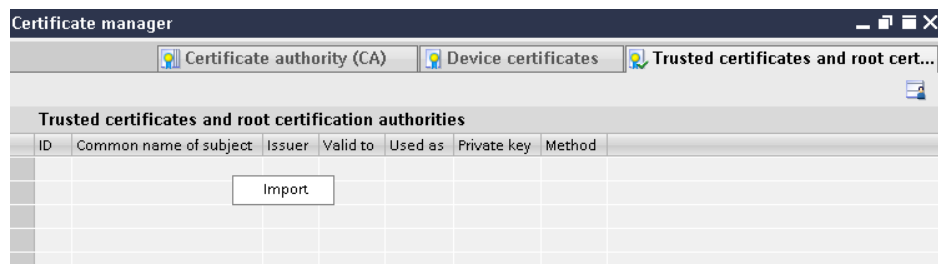 Certificate manager
Certificate authority (CA) Device certificates Trusted certificates and root cert...
Trusted certificates and root certification authorities
ID Common name of subject Issuer Valid to Used as Private key Method
Import